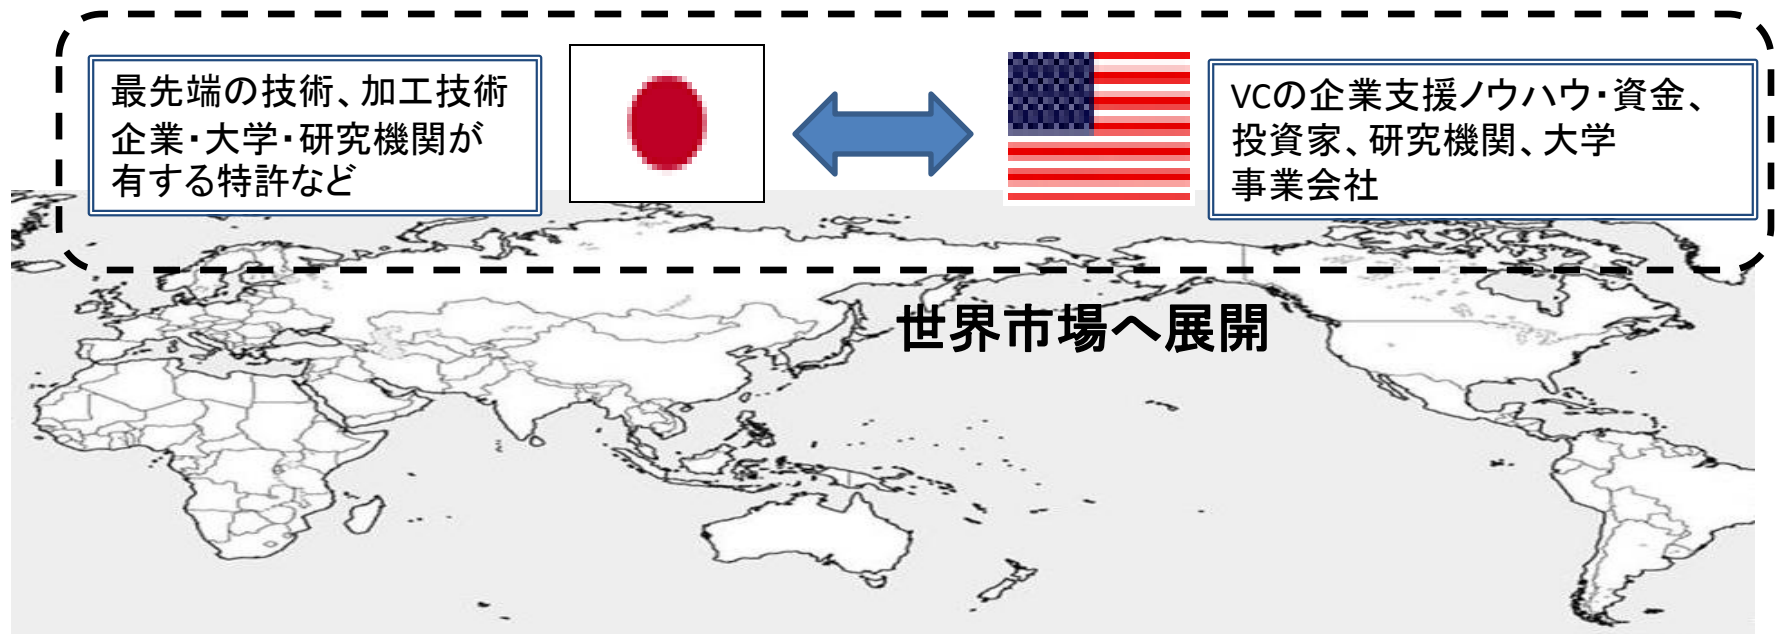 最先端の技術、加工技術
企業・大学・研究機関が
有する特許など
VCの企業支援ノウハウ・資金、
投資家、研究機関、大学
事業会社
世界市場へ展開